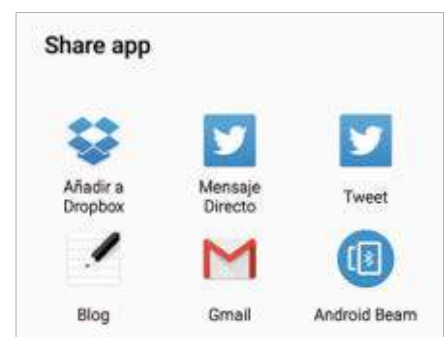 Share app
Añadir a
Dropbox
Mensaje
Directo
Tweet
Blog
Gmail
Android Beam